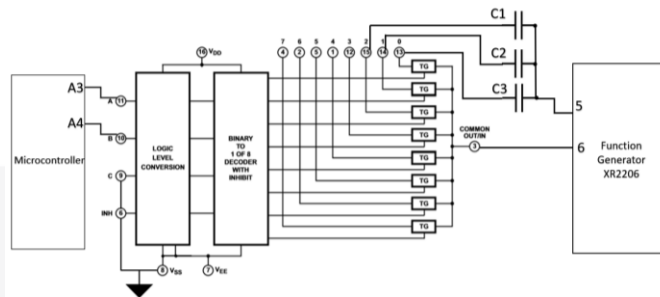 C1
C2
C3
7 6 5 4 3 2 1 0
4 2 5 1 12 15 14 13
16 VDD
A3
A4
Microcontroller
A 11
B 10
C 9
INH 6
LOGIC
LEVEL
CONVERSION
BINARY
TO
1 OF 8
DECODER
WITH
INHIBIT
TG
TG
TG
TG
TG
TG
TG
TG
COMMON
OUT/IN
3
5
6
Function
Generator
XR2206
8 VSS
7 VEE